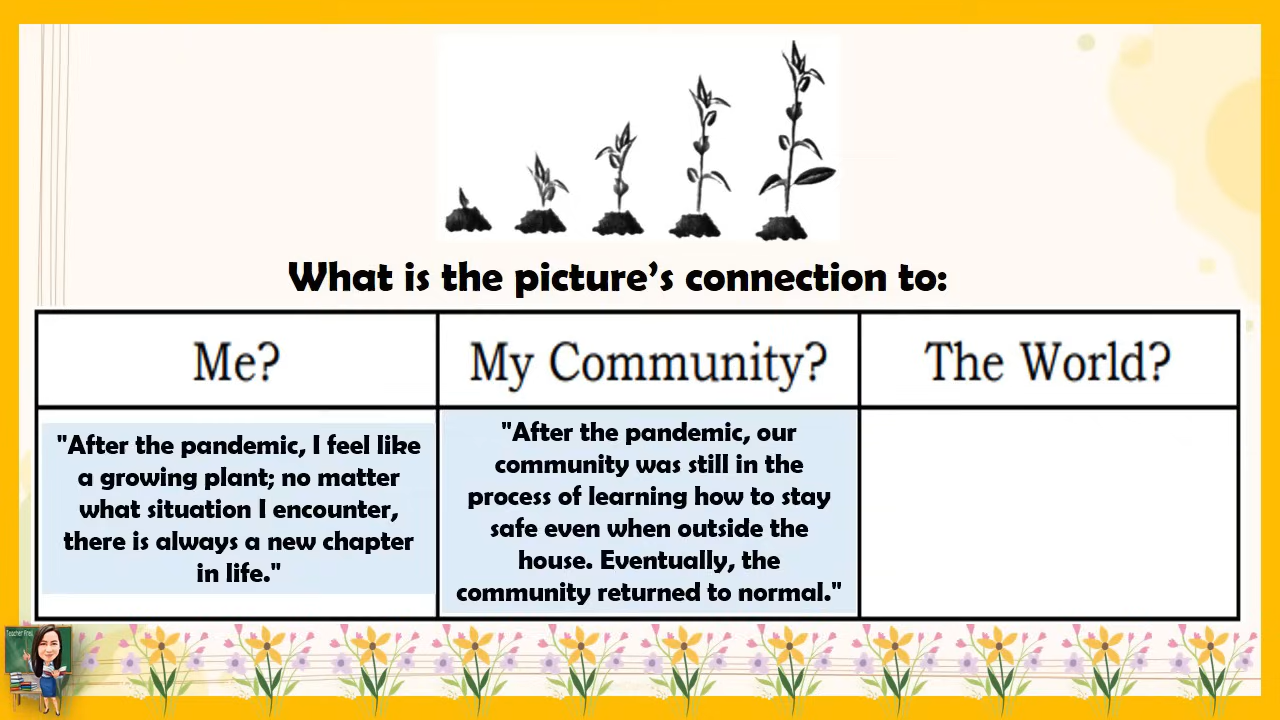 What is the picture’s connection to:
Me?
My Community?
The World?
"After the pandemic, I feel like
a growing plant; no matter
what situation I encounter,
there is always a new chapter
in life."
"After the pandemic, our
community was still in the
process of learning how to stay
safe even when outside the
house. Eventually, the
community returned to normal."